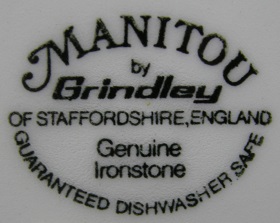 MANITOU
by
Grindley
OF STAFFORDSHIRE, ENGLAND
Genuine
Ironstone
GUARANTEED DISHWASHER SAFE